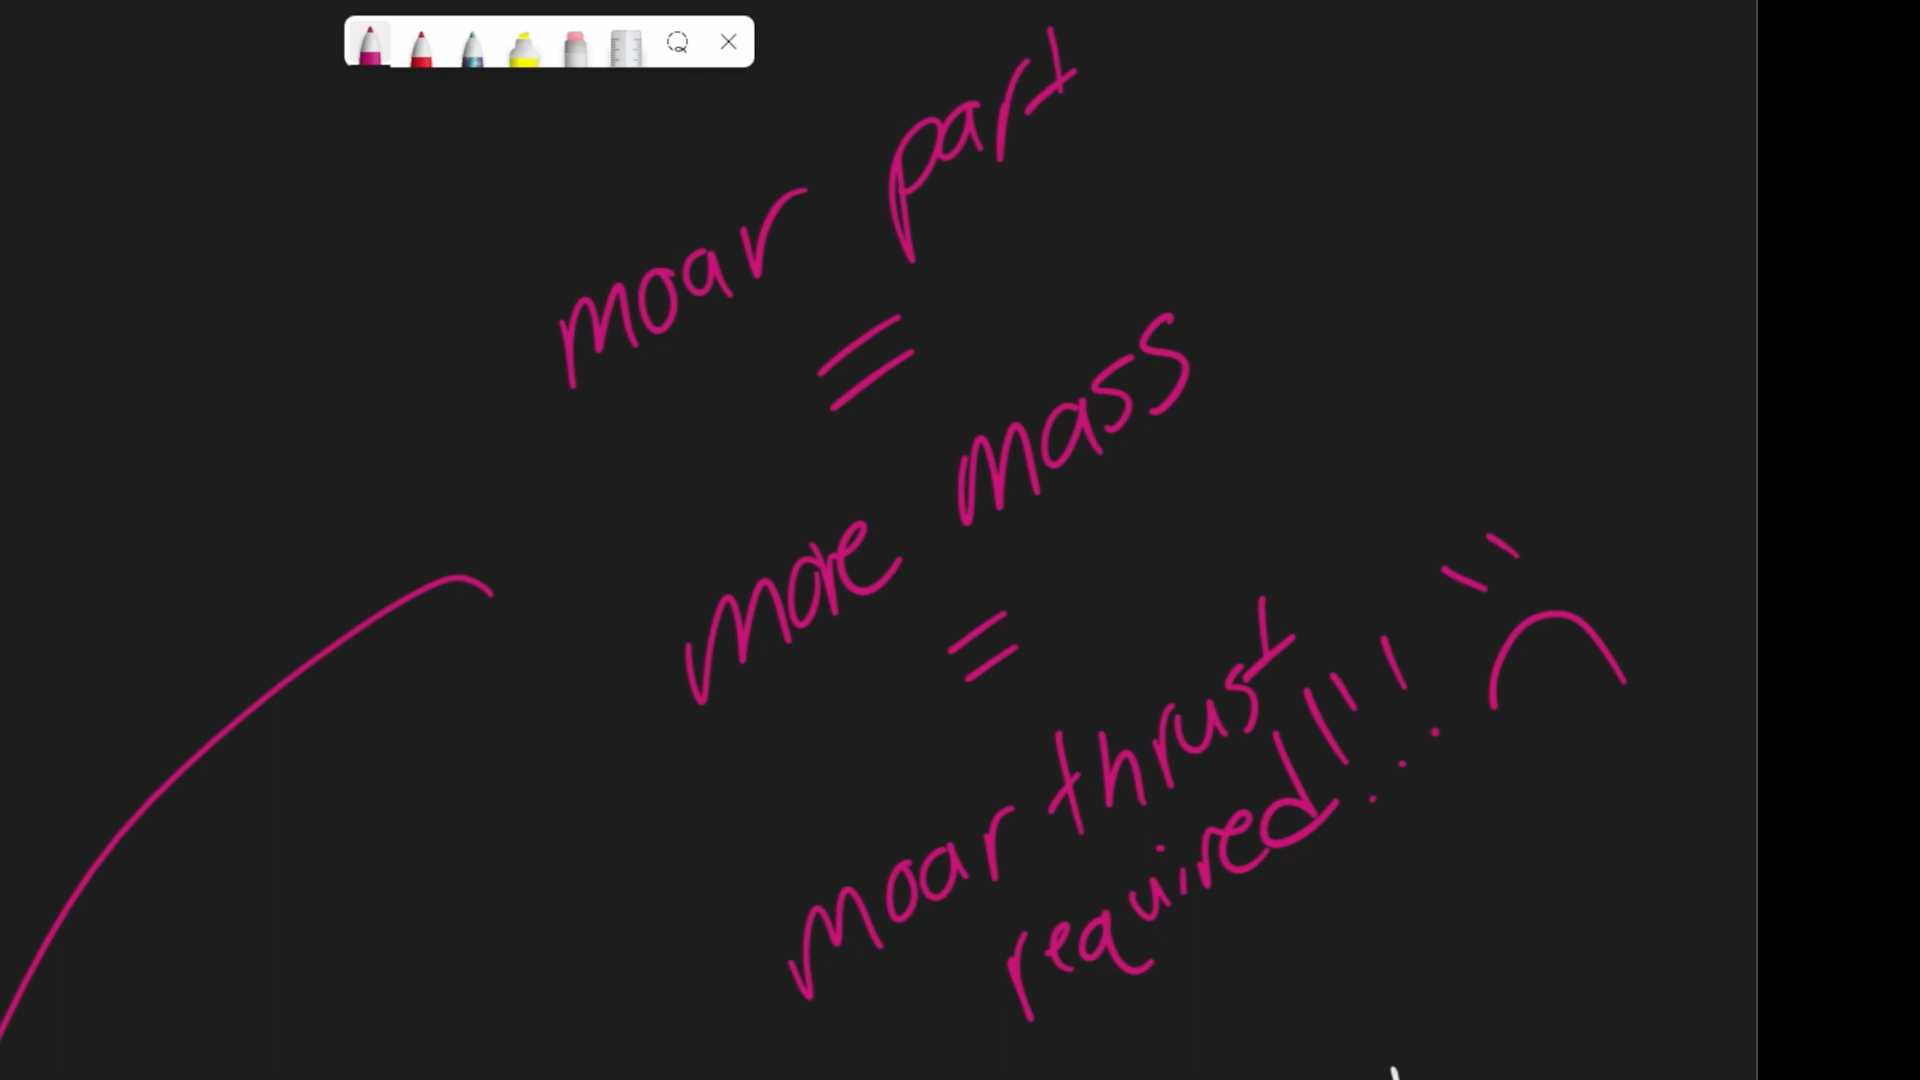 moar part
=
more mass
=
moar thrust
required!!!!